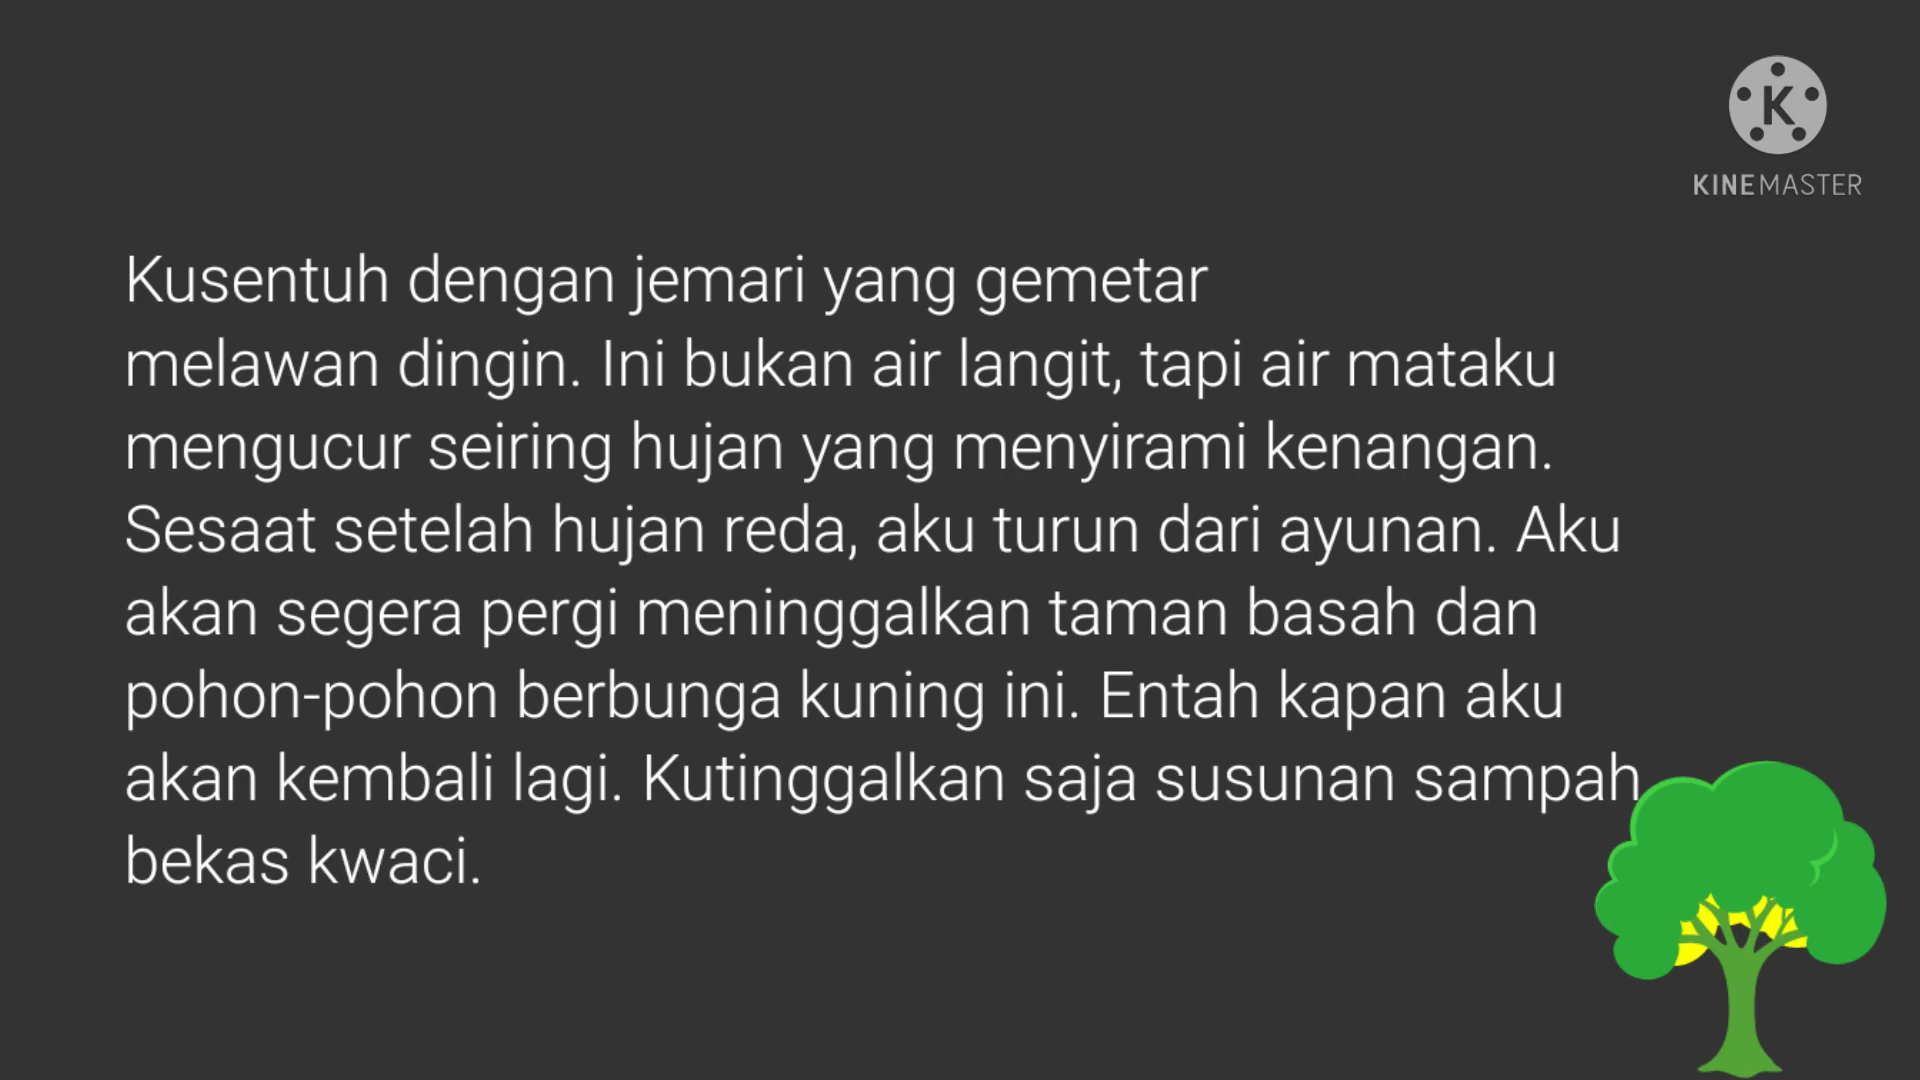 K
KINEMASTER
Kusentuh dengan jemari yang gemetar
melawan dingin. Ini bukan air langit, tapi air mataku
mengucur seiring hujan yang menyirami kenangan.
Sesaat setelah hujan reda, aku turun dari ayunan. Aku
akan segera pergi meninggalkan taman basah dan
pohon-pohon berbunga kuning ini. Entah kapan aku
akan kembali lagi. Kutinggalkan saja susunan sampah
bekas kwaci.